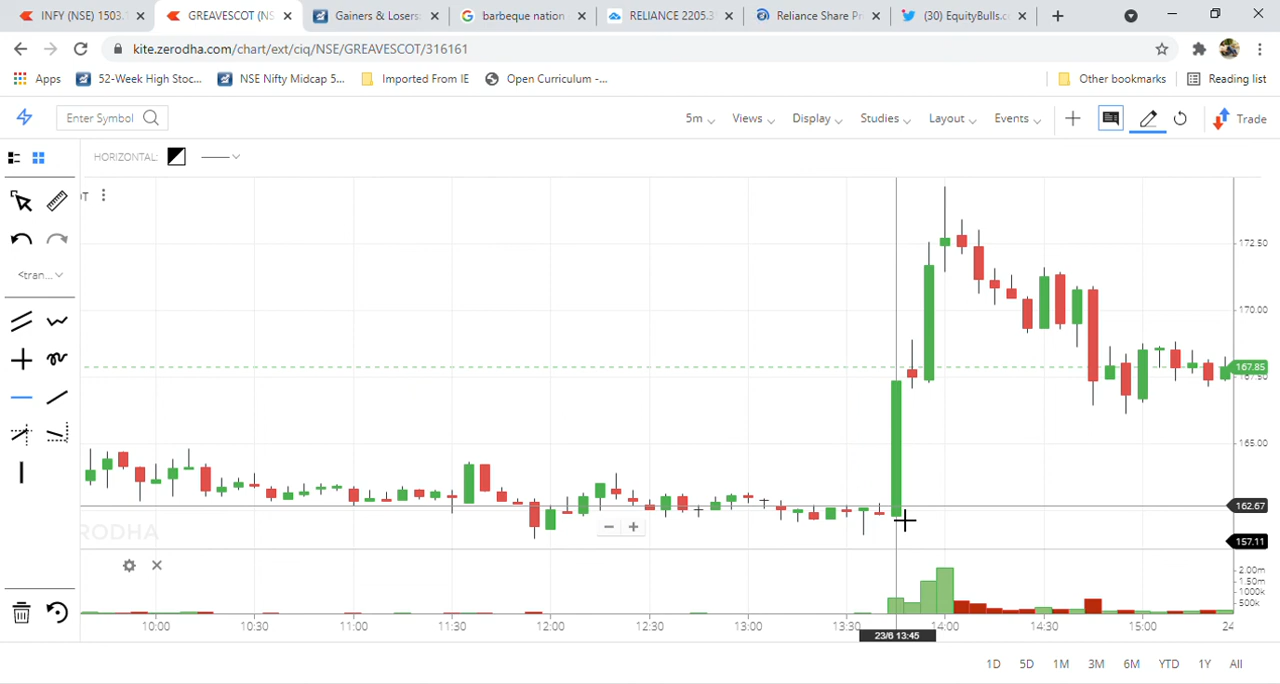 INFY (NSE) 1503.
GREAVESCOT (NS
Gainers & Losers:
barbeque nation
RELIANCE 2205.3
Reliance Share Pr
(30) EquityBulls.c
kite.zerodha.com/chart/ext/ciq/NSE/GREAVESCOT/316161
Apps
52-Week High Stoc...
NSE Nifty Midcap 5...
Imported From IE
Open Curriculum -...
Other bookmarks
Reading list
Enter Symbol
5m
Views
Display
Studies
Layout
Events
Trade
HORIZONTAL:
OT
<tran...
172.50
170.00
167.85
167.50
165.00
162.67
157.11
ZERODHA
2.00m
1.50m
1000k
500k
10:00
10:30
11:00
11:30
12:00
12:30
13:00
13:30
14:00
14:30
15:00
24
23/6 13:45
1D
5D
1M
3M
6M
YTD
1Y
All